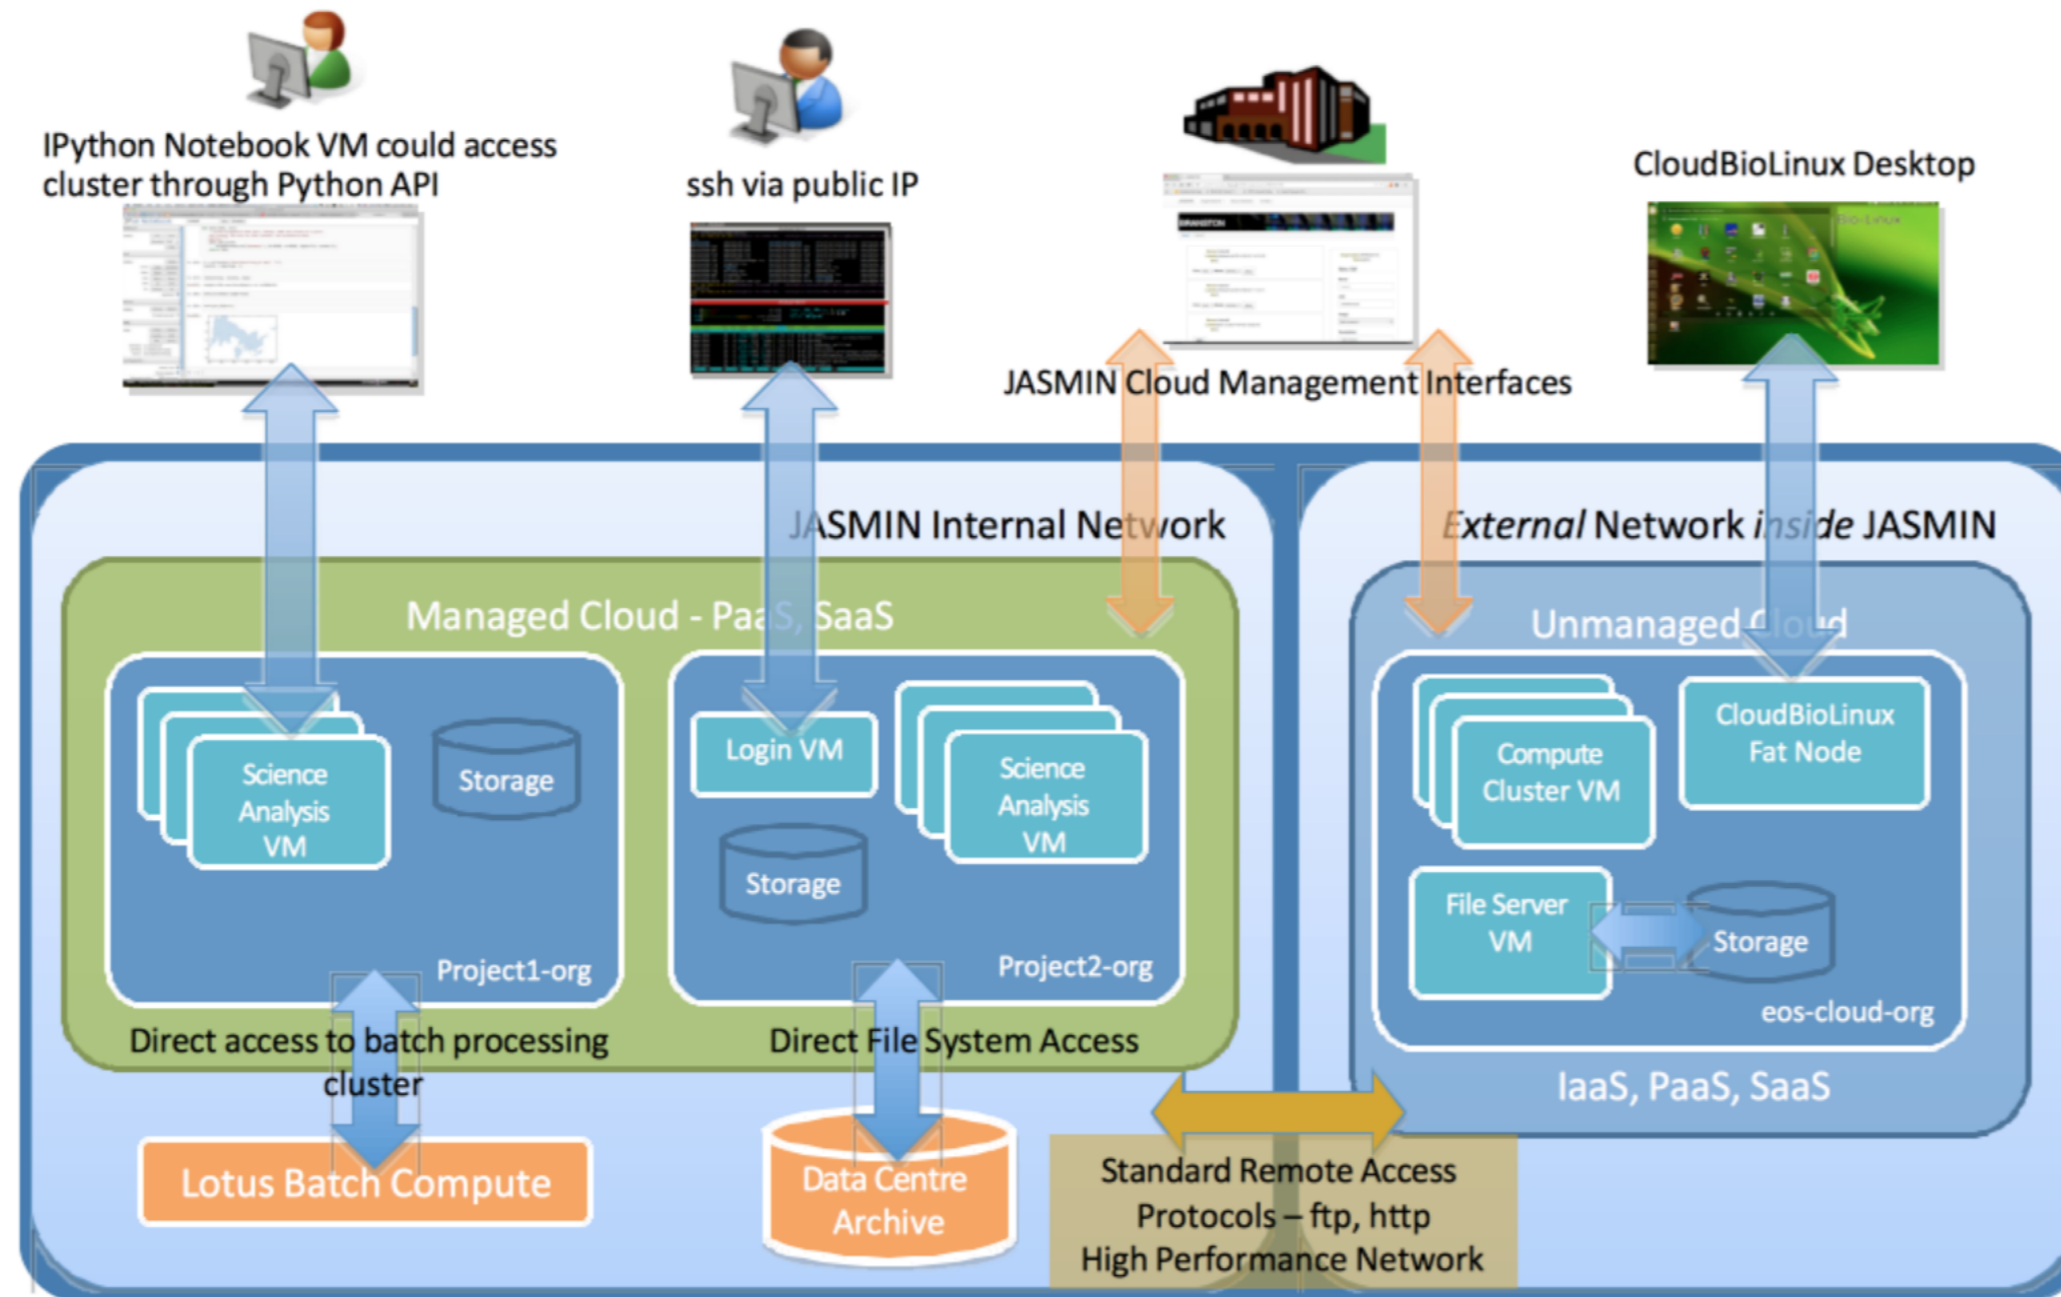 IPython Notebook VM could access
cluster through Python API
ssh via public IP
CloudBioLinux Desktop
Bio-Linux
JASMIN Cloud Management Interfaces
JASMIN Internal Network
External Network inside JASMIN
Managed Cloud - PaaS, SaaS
Unmanaged Cloud
Science
Analysis
VM
Storage
Project1-org
Login VM
Storage
Science
Analysis
VM
Project2-org
Compute
Cluster VM
CloudBioLinux
Fat Node
File Server
VM
Storage
eos-cloud-org
IaaS, PaaS, SaaS
Direct access to batch processing
cluster
Direct File System Access
Lotus Batch Compute
Data Centre
Archive
Standard Remote Access
Protocols – ftp, http
High Performance Network